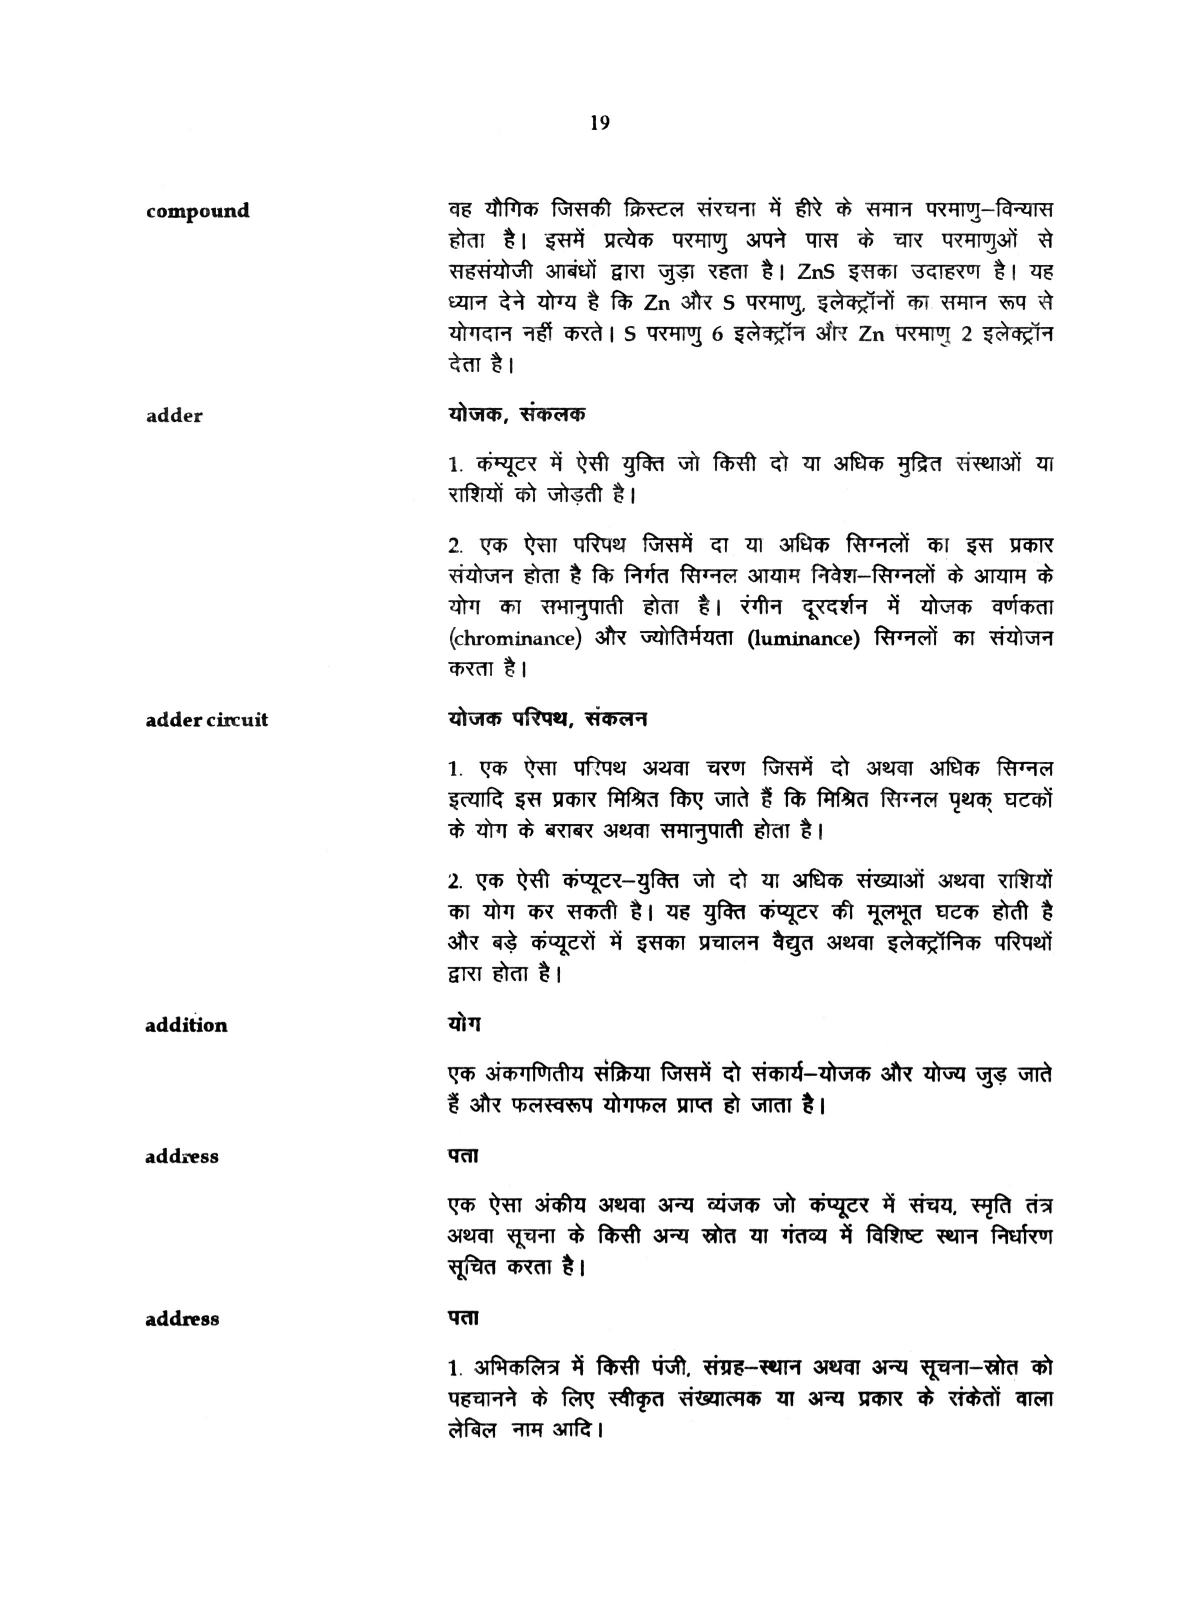 19
compound वह यौगिक जिसकी क्रिस्टल संरचना में हीरे के समान परमाणु–विन्यास
होता है। इसमें प्रत्येक परमाणु अपने पास के चार परमाणुओं से
सहसंयोजी आबंधों द्वारा जुड़ा रहता है। ZnS इसका उदाहरण है। यह
ध्यान देने योग्य है कि Zn और S परमाणु, इलेक्ट्रॉनों का समान रूप से
योगदान नहीं करते। S परमाणु 6 इलेक्ट्रॉन और Zn परमाणु 2 इलेक्ट्रॉन
देता है।
adder योजक, संकलक
1. कंम्यूटर में ऐसी युक्ति जो किसी दो या अधिक मुद्रित संस्थाओं या
राशियों को जोड़ती है।
2. एक ऐसा परिपथ जिसमें दा या अधिक सिग्नलों का इस प्रकार
संयोजन होता है कि निर्गत सिग्नल आयाम निवेश–सिग्नलों के आयाम के
योग का सभानुपाती होता है। रंगीन दूरदर्शन में योजक वर्णकता
(chrominance) और ज्योतिर्मयता (luminance) सिग्नलों का संयोजन
करता है।
adder circuit योजक परिपथ, संकलन
1. एक ऐसा परिपथ अथवा चरण जिसमें दो अथवा अधिक सिग्नल
इत्यादि इस प्रकार मिश्रित किए जाते हैं कि मिश्रित सिग्नल पृथक् घटकों
के योग के बराबर अथवा समानुपाती होता है।
2. एक ऐसी कंप्यूटर–युक्ति जो दो या अधिक संख्याओं अथवा राशियों
का योग कर सकती है। यह युक्ति कंप्यूटर की मूलभूत घटक होती है
और बड़े कंप्यूटरों में इसका प्रचालन वैद्युत अथवा इलेक्ट्रॉनिक परिपथों
द्वारा होता है।
addition योग
एक अंकगणितीय संक्रिया जिसमें दो संकार्य–योजक और योज्य जुड़ जाते
हैं और फलस्वरूप योगफल प्राप्त हो जाता है।
address पता
एक ऐसा अंकीय अथवा अन्य व्यंजक जो कंप्यूटर में संचय, स्मृति तंत्र
अथवा सूचना के किसी अन्य स्रोत या गंतव्य में विशिष्ट स्थान निर्धारण
सूचित करता है।
address पता
1. अभिकलित्र में किसी पंजी, संग्रह–स्थान अथवा अन्य सूचना–स्रोत को
पहचानने के लिए स्वीकृत संख्यात्मक या अन्य प्रकार के संकेतों वाला
लेबिल नाम आदि।